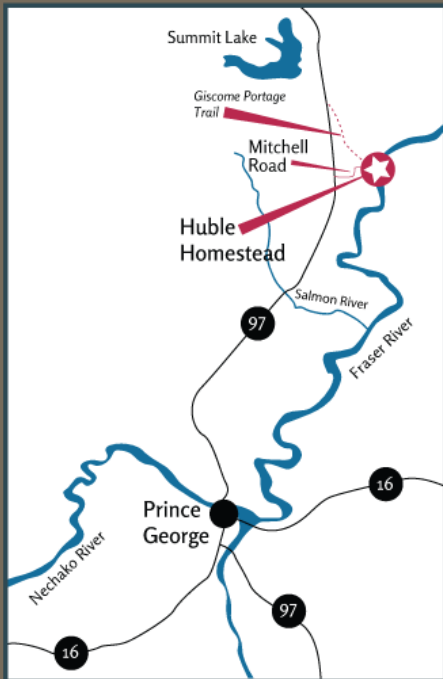 Summit Lake
Giscome Portage
Trail
Mitchell
Road
Huble
Homestead
Salmon River
97
Fraser River
16
Prince
George
Nechako River
97
16